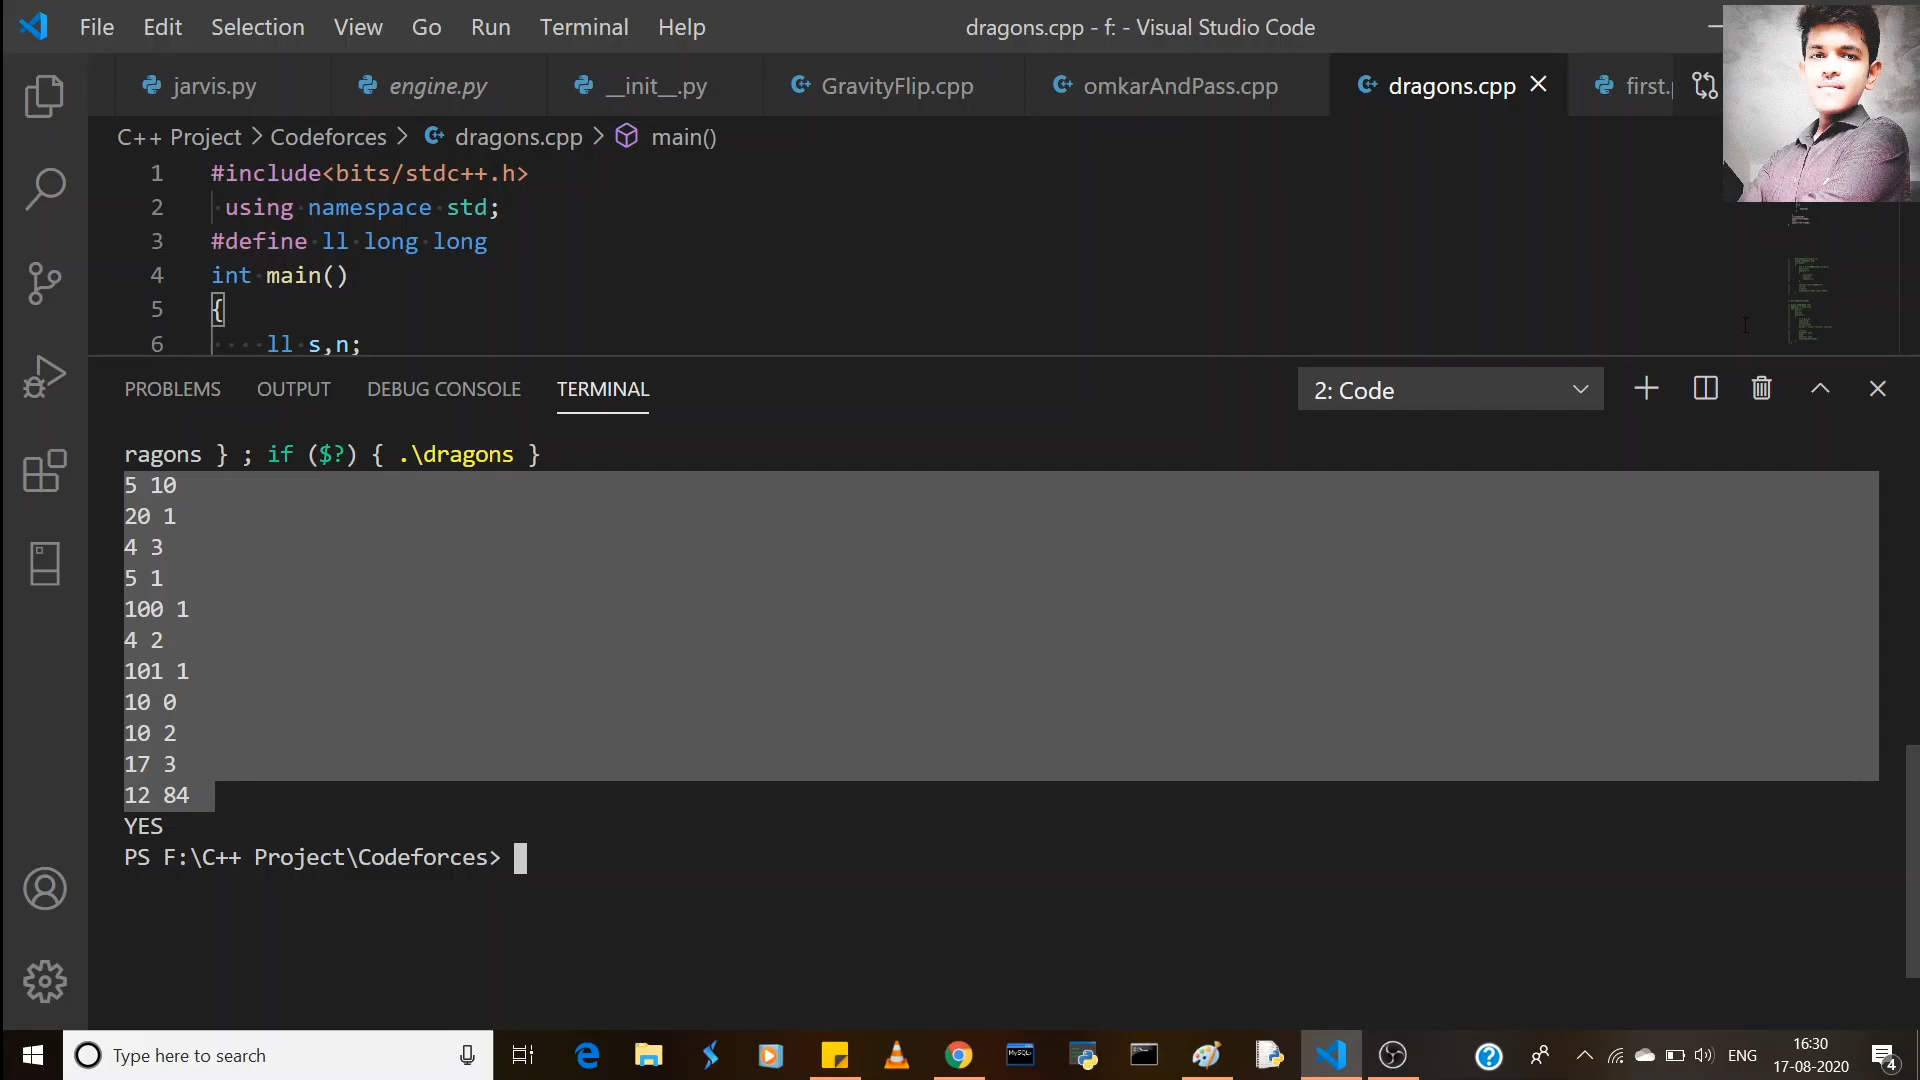 File Edit Selection View Go Run Terminal Help dragons.cpp - f: - Visual Studio Code
jarvis.py engine.py __init__.py GravityFlip.cpp omkarAndPass.cpp dragons.cpp first.
C++ Project > Codeforces > dragons.cpp > main()
1 #include<bits/stdc++.h>
2 using namespace std;
3 #define ll long long
4 int main()
5 {
6 ll s,n;
PROBLEMS OUTPUT DEBUG CONSOLE TERMINAL 2: Code
ragons } ; if ($?) { .\dragons }
5 10
20 1
4 3
5 1
100 1
4 2
101 1
10 0
10 2
17 3
12 84
YES
PS F:\C++ Project\Codeforces>
Type here to search MySQL ENG 16:30
17-08-2020 4